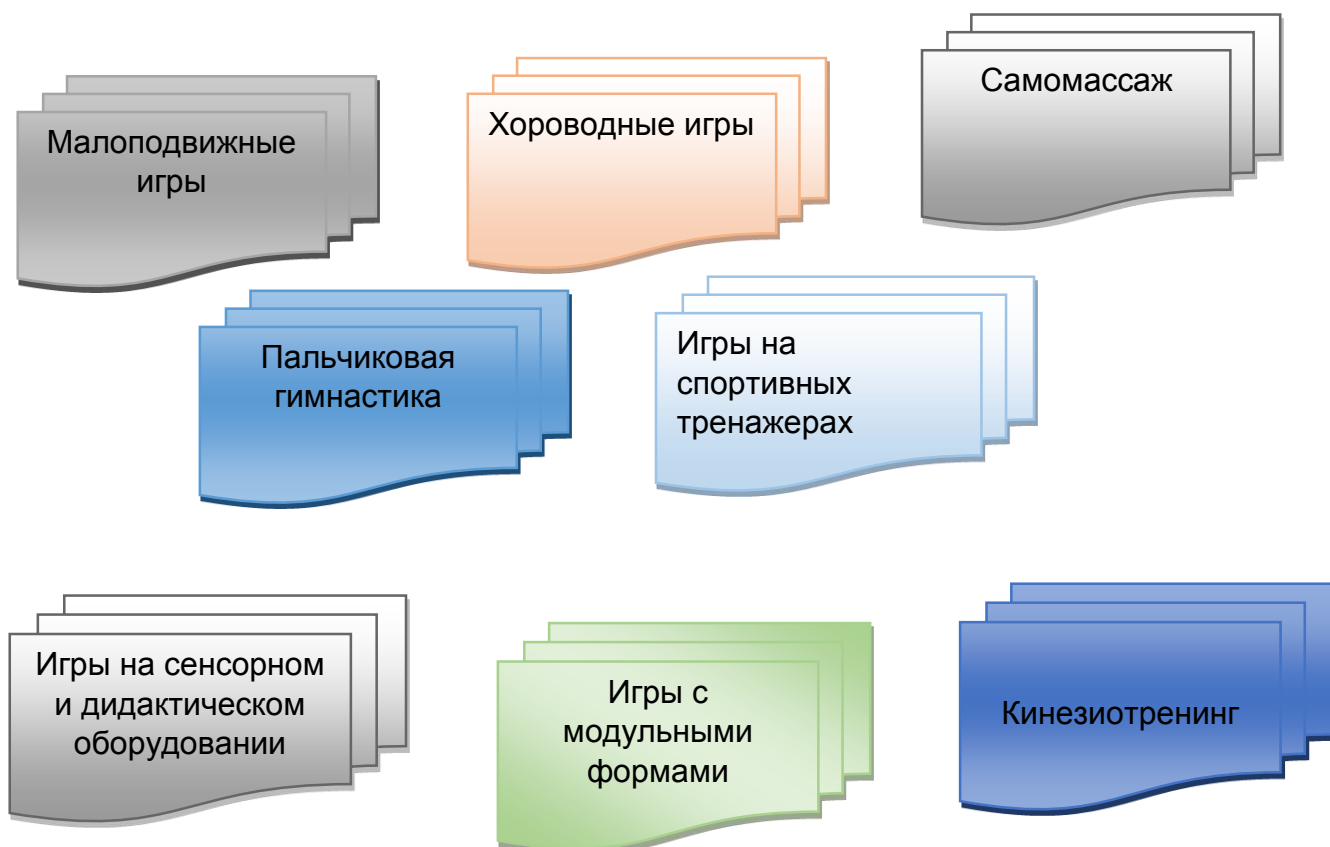 Малоподвижные
игры
Хороводные игры
Самомассаж
Пальчиковая
гимнастика
Игры на
спортивных
тренажерах
Игры на сенсорном
и дидактическом
оборудовании
Игры с
модульными
формами
Кинезиотренинг